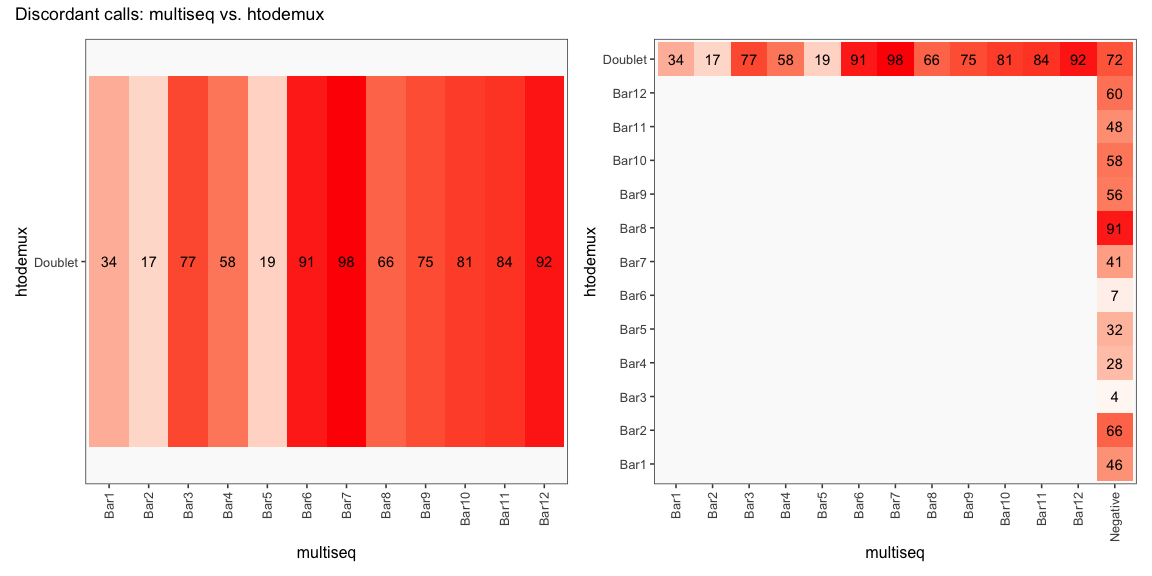 Discordant calls: multiseq vs. htodemux
htodemux
Doublet
34 17 77 58 19 91 98 66 75 81 84 92
Bar1 Bar2 Bar3 Bar4 Bar5 Bar6 Bar7 Bar8 Bar9 Bar10 Bar11 Bar12
multiseq
htodemux
Doublet 34 17 77 58 19 91 98 66 75 81 84 92 72
Bar12 60
Bar11 48
Bar10 58
Bar9 56
Bar8 91
Bar7 41
Bar6 7
Bar5 32
Bar4 28
Bar3 4
Bar2 66
Bar1 46
Bar1 Bar2 Bar3 Bar4 Bar5 Bar6 Bar7 Bar8 Bar9 Bar10 Bar11 Bar12 Negative
multiseq